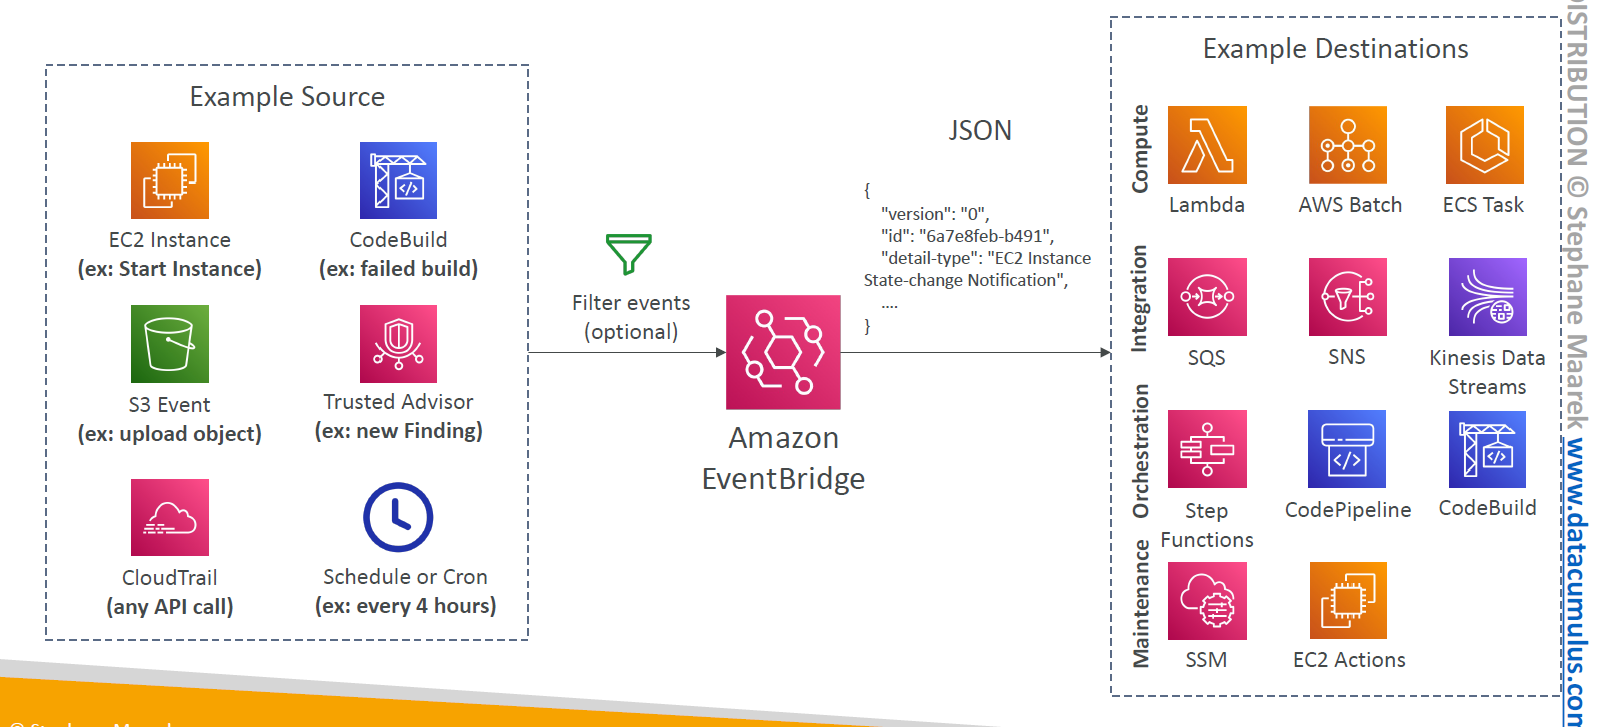 Example Source
EC2 Instance
(ex: Start Instance)
CodeBuild
(ex: failed build)
S3 Event
(ex: upload object)
Trusted Advisor
(ex: new Finding)
CloudTrail
(any API call)
Schedule or Cron
(ex: every 4 hours)
Filter events
(optional)
Amazon
EventBridge
JSON
{
"version": "0",
"id": "6a7e8feb-b491",
"detail-type": "EC2 Instance
State-change Notification",
....
}
Example Destinations
Compute
Lambda
AWS Batch
ECS Task
Integration
SQS
SNS
Kinesis Data
Streams
Orchestration
Step
Functions
CodePipeline
CodeBuild
Maintenance
SSM
EC2 Actions
DISTRIBUTION © Stephane Maarek www.datacumulus.com